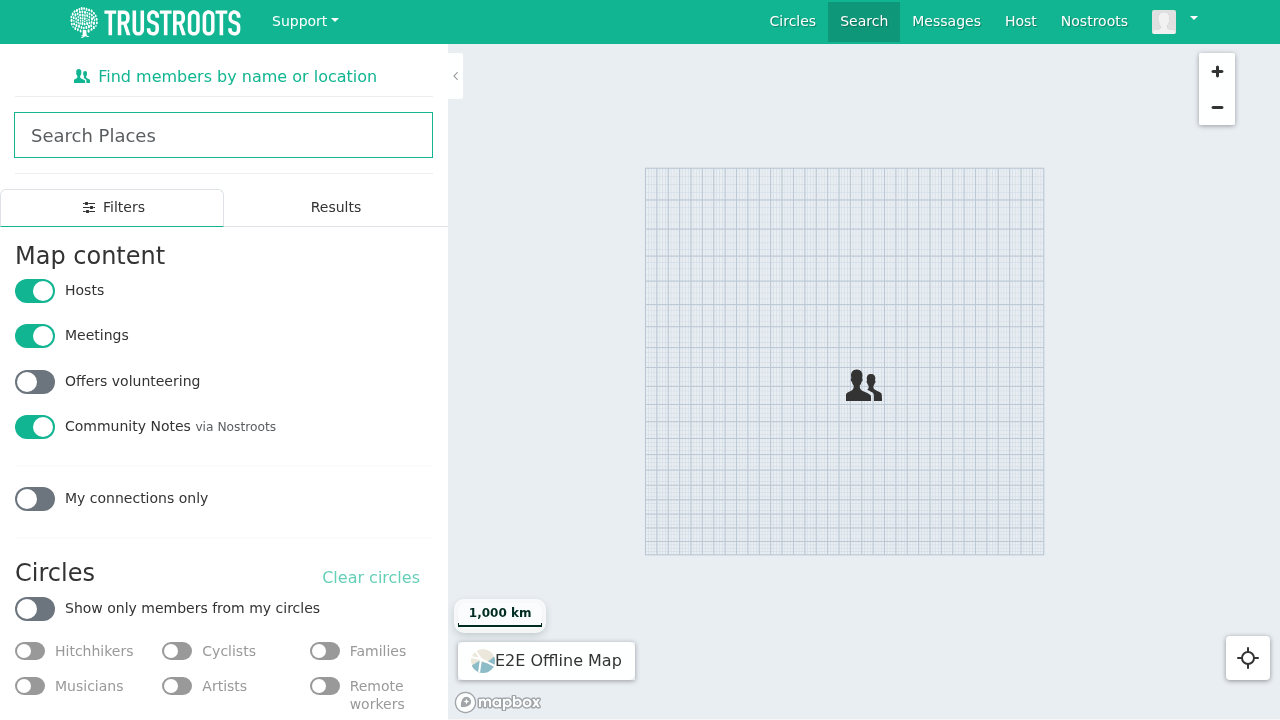 TRUSTROOTS
Support
Circles
Search
Messages
Host
Nostroots
Find members by name or location
Search Places
Filters
Results
Map content
Hosts
Meetings
Offers volunteering
Community Notes via Nostroots
My connections only
Circles
Clear circles
Show only members from my circles
Hitchhikers
Cyclists
Families
Musicians
Artists
Remote
workers
1,000 km
E2E Offline Map
mapbox